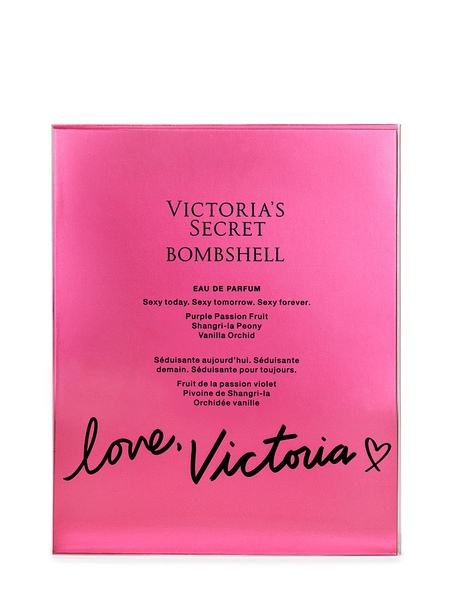 VICTORIA'S
SECRET
BOMBSHELL
EAU DE PARFUM
Sexy today. Sexy tomorrow. Sexy forever.
Purple Passion Fruit
Shangri-la Peony
Vanilla Orchid
Séduisante aujourd'hui. Séduisante
demain. Séduisante pour toujours.
Fruit de la passion violet
Pivoine de Shangri-la
Orchidée vanille
love, Victoria